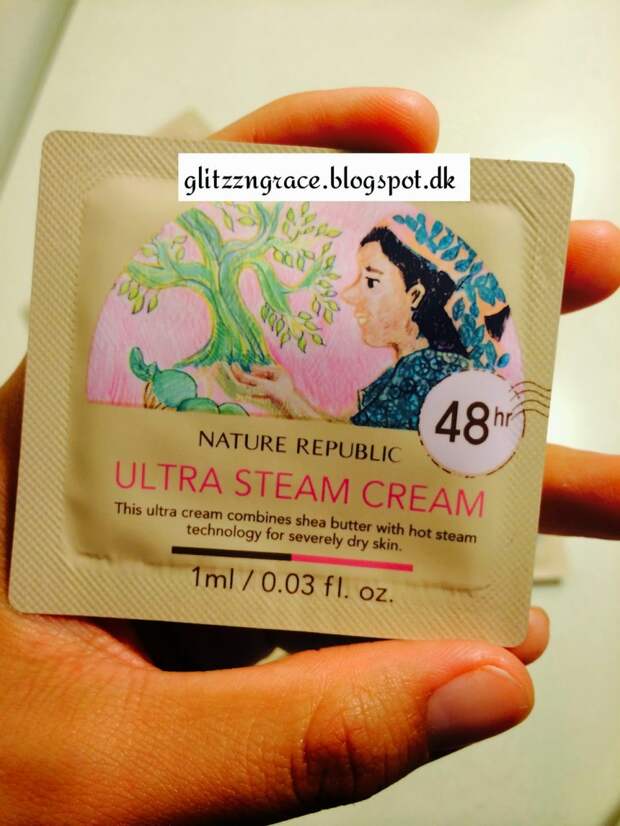 glitzzngrace.blogspot.dk
48hr
NATURE REPUBLIC
ULTRA STEAM CREAM
This ultra cream combines shea butter with hot steam
technology for severely dry skin.
1ml / 0.03 fl. oz.